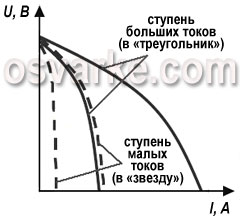 U, В
ступень
больших токов
(в «треугольник»)
osvarke.com
ступень
малых
токов
(в «звезду»)
I, А